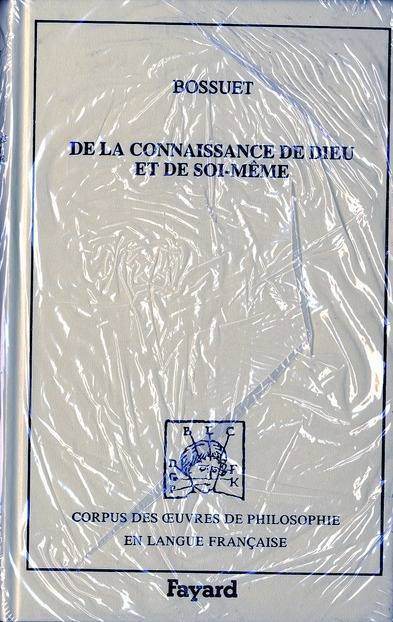 BOSSUET
DE LA CONNAISSANCE DE DIEU
ET DE SOI-MÊME
B C
F
K
CORPUS DES ŒUVRES DE PHILOSOPHIE
EN LANGUE FRANÇAISE
Fayard